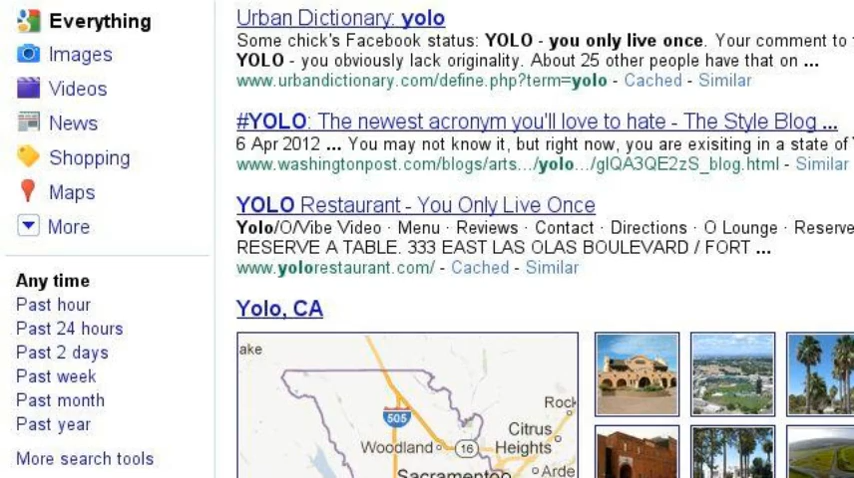 Everything
Images
Videos
News
Shopping
Maps
More
Any time
Past hour
Past 24 hours
Past 2 days
Past week
Past month
Past year
More search tools
Urban Dictionary: yolo
Some chick's Facebook status: YOLO - you only live once. Your comment to
YOLO - you obviously lack originality. About 25 other people have that on ...
www.urbandictionary.com/define.php?term=yolo - Cached - Similar
#YOLO: The newest acronym you'll love to hate - The Style Blog ...
6 Apr 2012 ... You may not know it, but right now, you are exisiting in a state of
www.washingtonpost.com/blogs/arts.../yolo.../gIQA3QE2zS_blog.html - Similar
YOLO Restaurant - You Only Live Once
Yolo/O/Vibe Video · Menu · Reviews · Contact · Directions · O Lounge · Reserve
RESERVE A TABLE. 333 EAST LAS OLAS BOULEVARD / FORT ...
www.yolorestaurant.com/ - Cached - Similar
Yolo, CA
ake
505
Rock
Citrus
Heights
Woodland
16
Arde
Sacramento